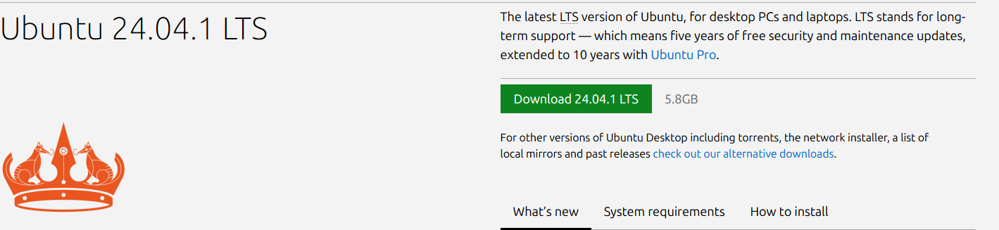 Ubuntu 24.04.1 LTS
The latest LTS version of Ubuntu, for desktop PCs and laptops. LTS stands for long-
term support — which means five years of free security and maintenance updates,
extended to 10 years with Ubuntu Pro.
Download 24.04.1 LTS 5.8GB
For other versions of Ubuntu Desktop including torrents, the network installer, a list of
local mirrors and past releases check out our alternative downloads.
What’s new System requirements How to install